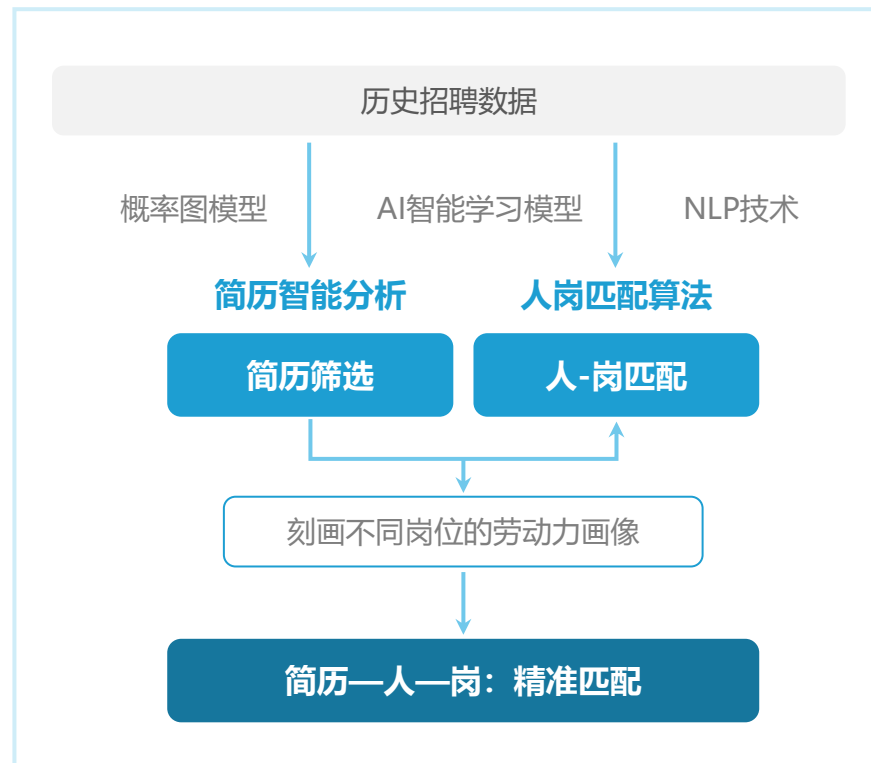 历史招聘数据
概率图模型
AI智能学习模型
NLP技术
简历智能分析
人岗匹配算法
简历筛选
人-岗匹配
刻画不同岗位的劳动力画像
简历—人—岗：精准匹配